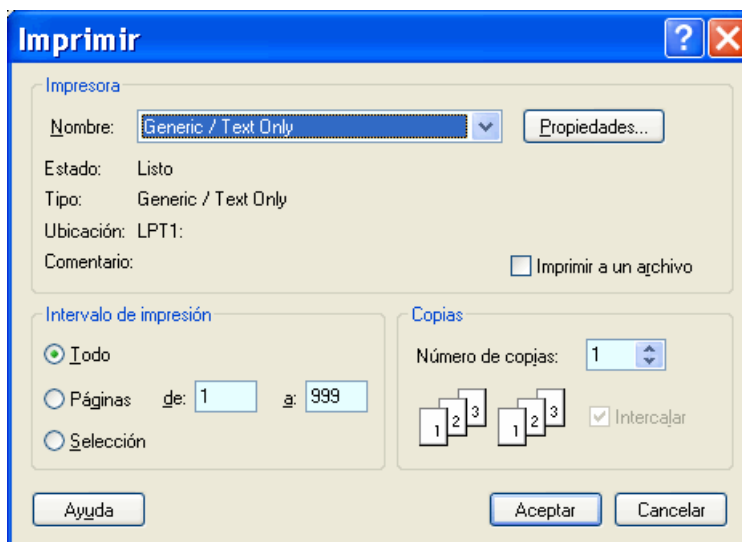 Imprimir
Impresora
Nombre: Generic / Text Only Propiedades...
Estado: Listo
Tipo: Generic / Text Only
Ubicación: LPT1:
Comentario: Imprimir a un archivo
Intervalo de impresión
Todo
Páginas de: 1 a: 999
Selección
Copias
Número de copias: 1
1 2 3 1 2 3 Intercalar
Ayuda Aceptar Cancelar